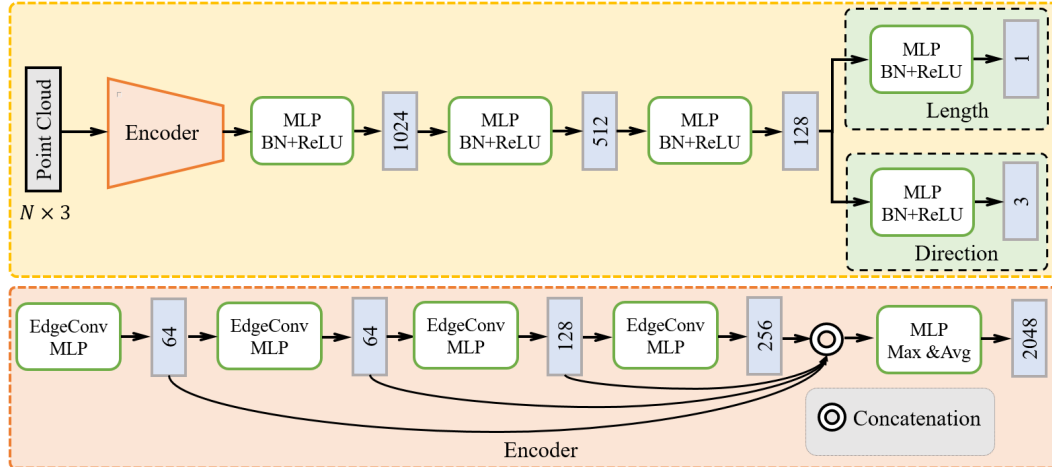 Point Cloud
N × 3
Encoder
MLP
BN+ReLU
1024
MLP
BN+ReLU
512
MLP
BN+ReLU
128
MLP
BN+ReLU
1
Length
MLP
BN+ReLU
3
Direction
EdgeConv
MLP
64
EdgeConv
MLP
64
EdgeConv
MLP
128
EdgeConv
MLP
256
MLP
Max &Avg
2048
Concatenation
Encoder